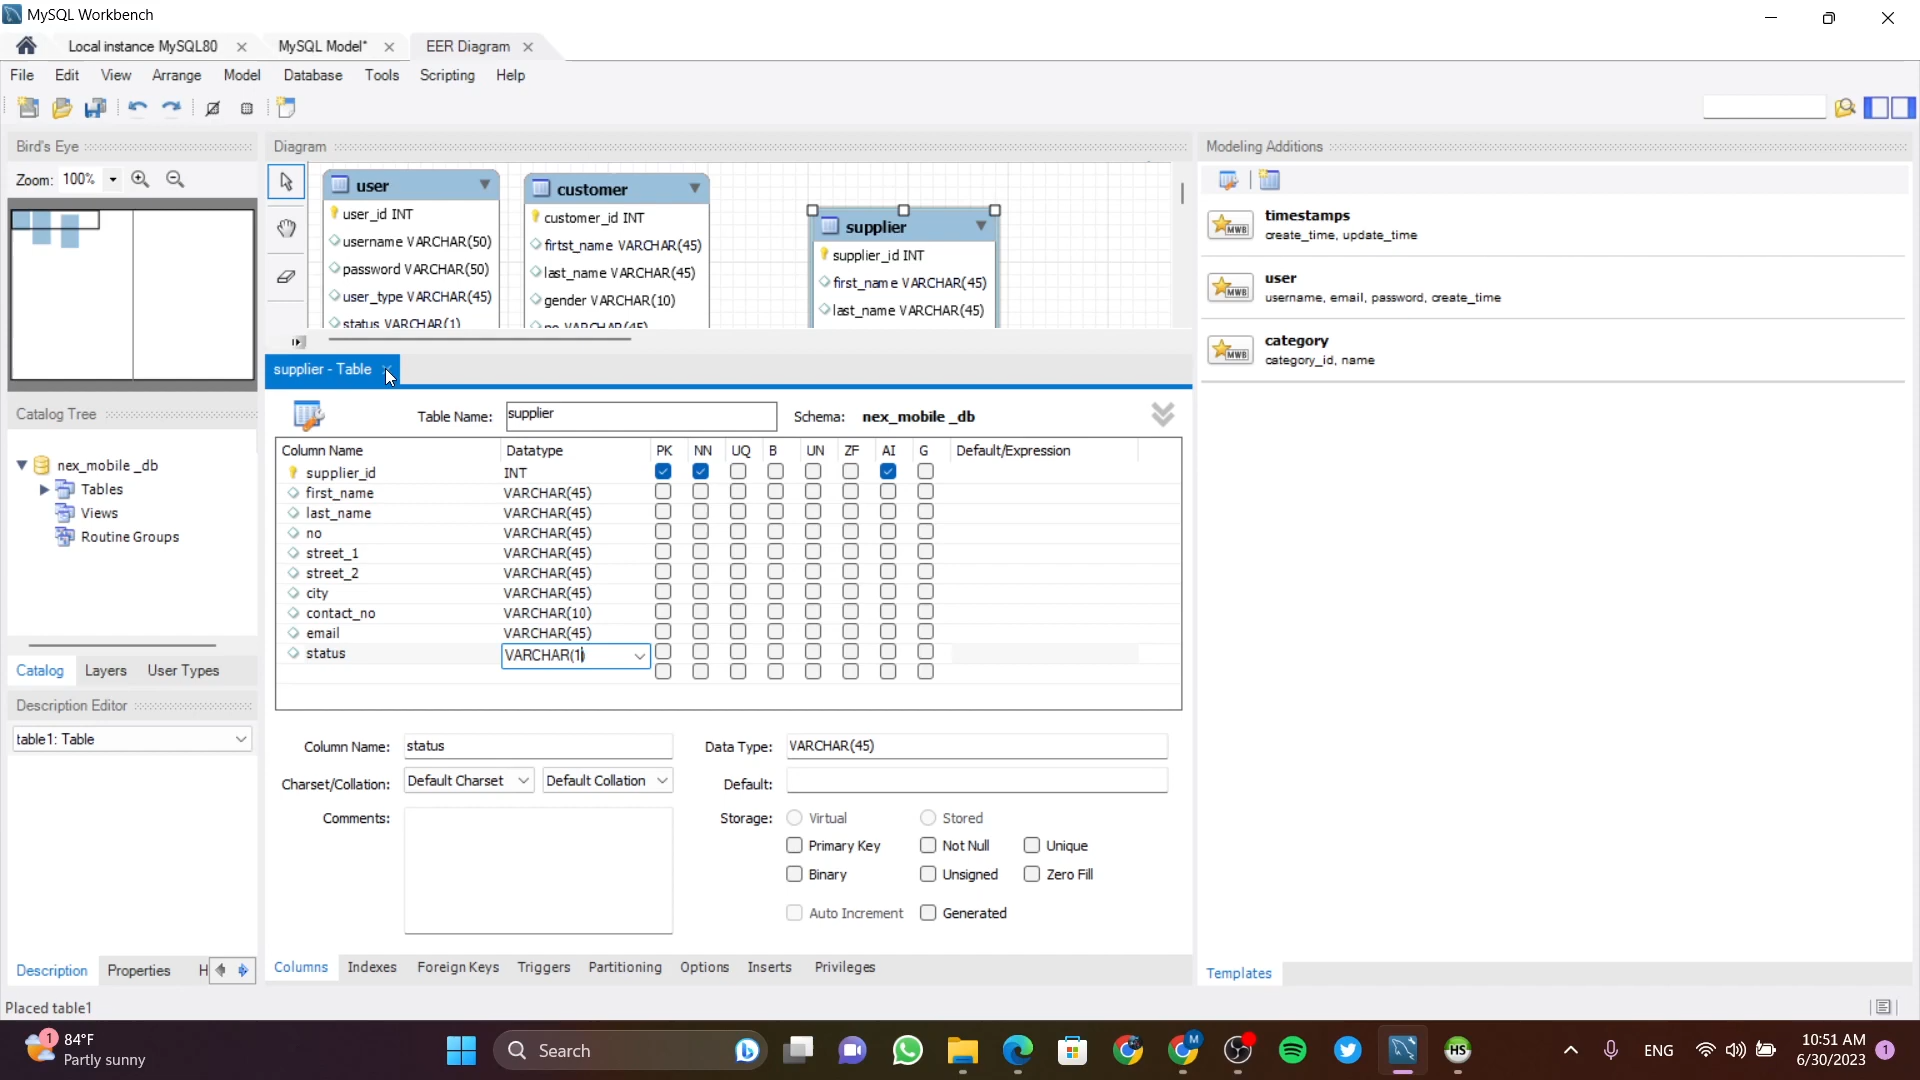 MySQL Workbench
Local instance MySQL80
MySQL Model*
EER Diagram
File Edit View Arrange Model Database Tools Scripting Help
Bird's Eye
Diagram
Modeling Additions
Zoom: 100%
user
user_id INT
username VARCHAR(50)
password VARCHAR(50)
user_type VARCHAR(45)
status VARCHAR(1)
customer
customer_id INT
firtst_name VARCHAR(45)
last_name VARCHAR(45)
gender VARCHAR(10)
no VARCHAR(45)
supplier
supplier_id INT
first_name VARCHAR(45)
last_name VARCHAR(45)
timestamps
create_time, update_time
user
username, email, password, create_time
category
category_id, name
supplier - Table
Catalog Tree
Table Name: supplier Schema: nex_mobile _db
Column Name Datatype PK NN UQ B UN ZF AI G Default/Expression
supplier_id INT
first_name VARCHAR(45)
last_name VARCHAR(45)
no VARCHAR(45)
street_1 VARCHAR(45)
street_2 VARCHAR(45)
city VARCHAR(45)
contact_no VARCHAR(10)
email VARCHAR(45)
status VARCHAR(1)
nex_mobile _db
Tables
Views
Routine Groups
Catalog Layers User Types
Description Editor
table1: Table
Column Name: status
Data Type: VARCHAR(45)
Charset/Collation: Default Charset Default Collation
Default:
Comments:
Storage: Virtual Stored
Primary Key Not Null Unique
Binary Unsigned Zero Fill
Auto Increment Generated
Description Properties H
Columns Indexes Foreign Keys Triggers Partitioning Options Inserts Privileges
Templates
Placed table1
1
84°F
Partly sunny
Search
M
HS
ENG
10:51 AM
6/30/2023
1